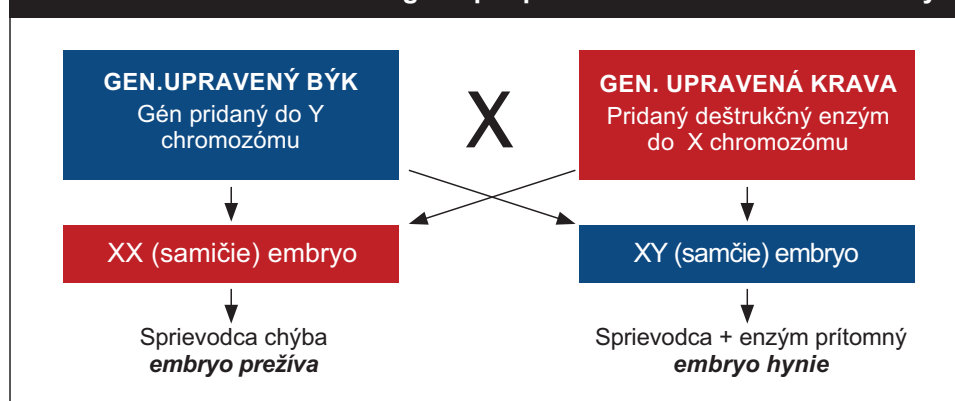 GEN.UPRAVENÝ BÝK
Gén pridaný do Y
chromozómu
X
GEN. UPRAVENÁ KRAVA
Pridaný deštrukčný enzým
do X chromozómu
XX (samičie) embryo
XY (samčie) embryo
Sprievodca chýba
embryo prežíva
Sprievodca + enzým prítomný
embryo hynie